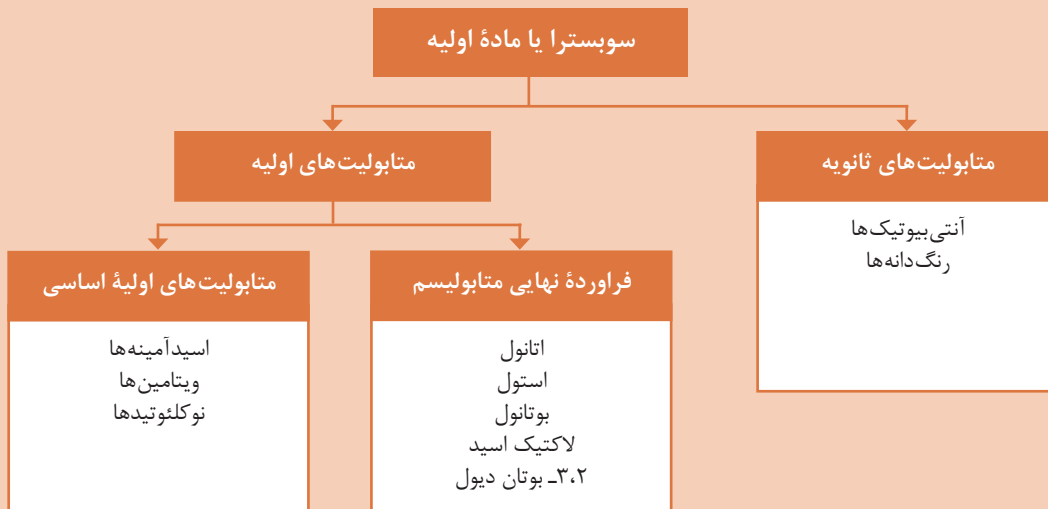 سوبسترا یا مادهٔ اولیه
متابولیت‌های ثانویه
آنتی‌بیوتیک‌ها
رنگ‌دانه‌ها
متابولیت‌های اولیه
فراوردهٔ نهایی متابولیسم
اتانول
استول
بوتانول
لاکتیک اسید
۳،۲ـ بوتان دیول
متابولیت‌های اولیهٔ اساسی
اسیدآمینه‌ها
ویتامین‌ها
نوکلئوتیدها